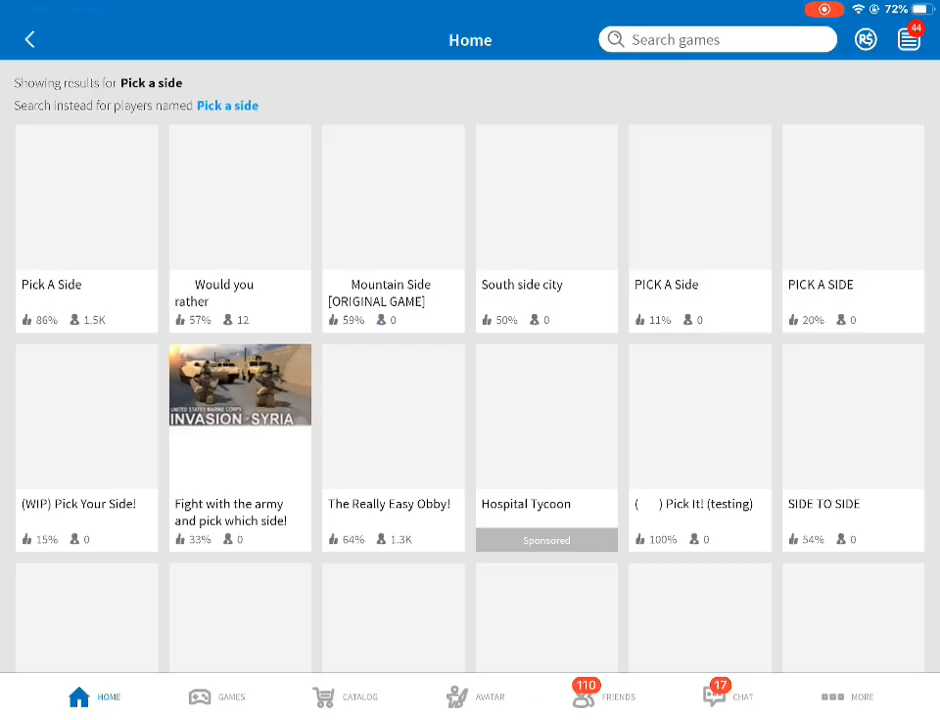 72%
Home
Search games
R$
44
Showing results for Pick a side
Search instead for players named Pick a side
Pick A Side
86% 1.5K
Would you
rather
57% 12
Mountain Side
[ORIGINAL GAME]
59% 0
South side city
50% 0
PICK A Side
11% 0
PICK A SIDE
20% 0
UNITED STATES MARINE CORPS
INVASION - SYRIA
(WIP) Pick Your Side!
15% 0
Fight with the army
and pick which side!
33% 0
The Really Easy Obby!
64% 1.3K
Hospital Tycoon
Sponsored
( ) Pick It! (testing)
100% 0
SIDE TO SIDE
54% 0
HOME
GAMES
CATALOG
AVATAR
110
FRIENDS
17
CHAT
MORE